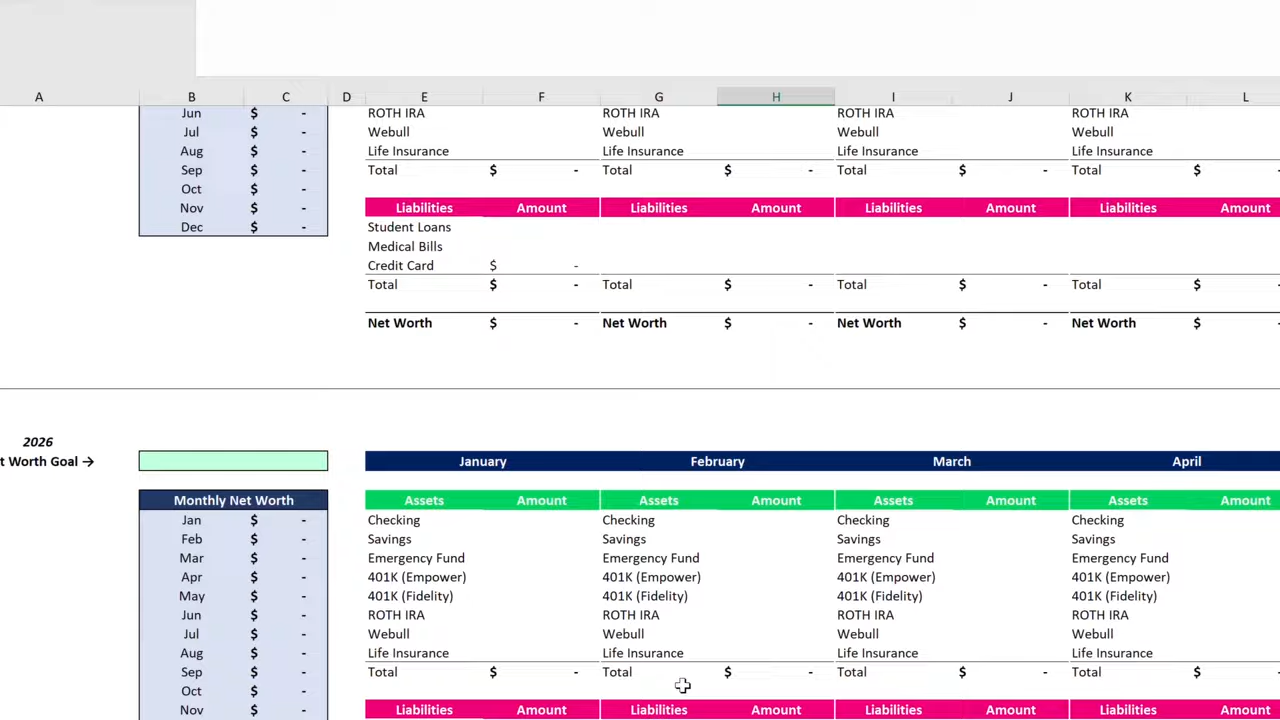 A B C D E F G H I J K L
Jun $ - ROTH IRA ROTH IRA ROTH IRA ROTH IRA
Jul $ - Webull Webull Webull Webull
Aug $ - Life Insurance Life Insurance Life Insurance Life Insurance
Sep $ - Total $ - Total $ - Total $ - Total $ -
Oct $ -
Nov $ - Liabilities Amount Liabilities Amount Liabilities Amount Liabilities Amount
Dec $ - Student Loans
Medical Bills
Credit Card $ -
Total $ - Total $ - Total $ - Total $ -
Net Worth $ - Net Worth $ - Net Worth $ - Net Worth $ -
2026
t Worth Goal → January February March April
Monthly Net Worth Assets Amount Assets Amount Assets Amount Assets Amount
Jan $ - Checking Checking Checking Checking
Feb $ - Savings Savings Savings Savings
Mar $ - Emergency Fund Emergency Fund Emergency Fund Emergency Fund
Apr $ - 401K (Empower) 401K (Empower) 401K (Empower) 401K (Empower)
May $ - 401K (Fidelity) 401K (Fidelity) 401K (Fidelity) 401K (Fidelity)
Jun $ - ROTH IRA ROTH IRA ROTH IRA ROTH IRA
Jul $ - Webull Webull Webull Webull
Aug $ - Life Insurance Life Insurance Life Insurance Life Insurance
Sep $ - Total $ - Total $ - Total $ - Total $ -
Oct $ -
Nov $ - Liabilities Amount Liabilities Amount Liabilities Amount Liabilities Amount